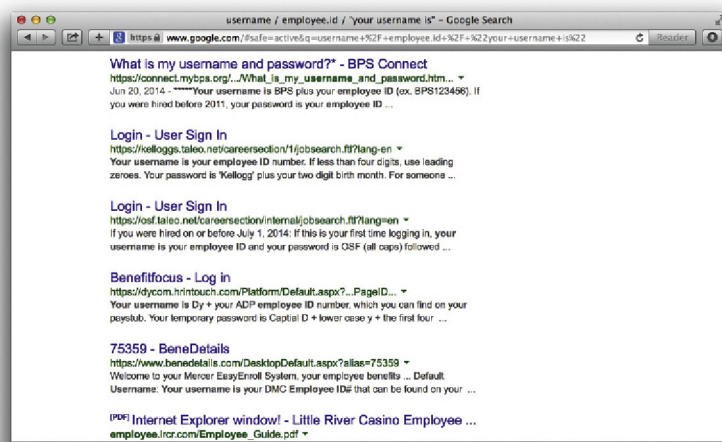 username / employee.id / "your username is" - Google Search
https www.google.com/#safe=active&q=username+%2F+employee.id+%2F+%22your+username+is%22 Reader
What is my username and password?* - BPS Connect
https://connect.mybps.org/.../What_is_my_username_and_password.htm...
Jun 20, 2014 - *****Your username is BPS plus your employee ID (ex. BPS123456). If
you were hired before 2011, your password is your employee ID ...
Login - User Sign In
https://kelloggs.taleo.net/careersection/1/jobsearch.ftl?lang-en
Your username is your employee ID number. If less than four digits, use leading
zeroes. Your password is 'Kellogg' plus your two digit birth month. For someone ...
Login - User Sign In
https://osf.taleo.net/careersection/internal/jobsearch.ftl?lang=en
If you were hired on or before July 1, 2014: If this is your first time logging in, your
username is your employee ID and your password is OSF (all caps) followed ...
Benefitfocus - Log in
https://dycom.hrintouch.com/Platform/Default.aspx?...PageID...
Your username is Dy + your ADP employee ID number, which you can find on your
paystub. Your temporary password is Captial D + lower case y + the first four ...
75359 - BeneDetails
https://www.benedetails.com/DesktopDefault.aspx?alias=75359
Welcome to your Mercer EasyEnroll System, your employee benefits ... Default
Username: Your username is your DMC Employee ID# that can be found on your ...
[PDF] Internet Explorer window! - Little River Casino Employee ...
employee.lrcr.com/Employee_Guide.pdf